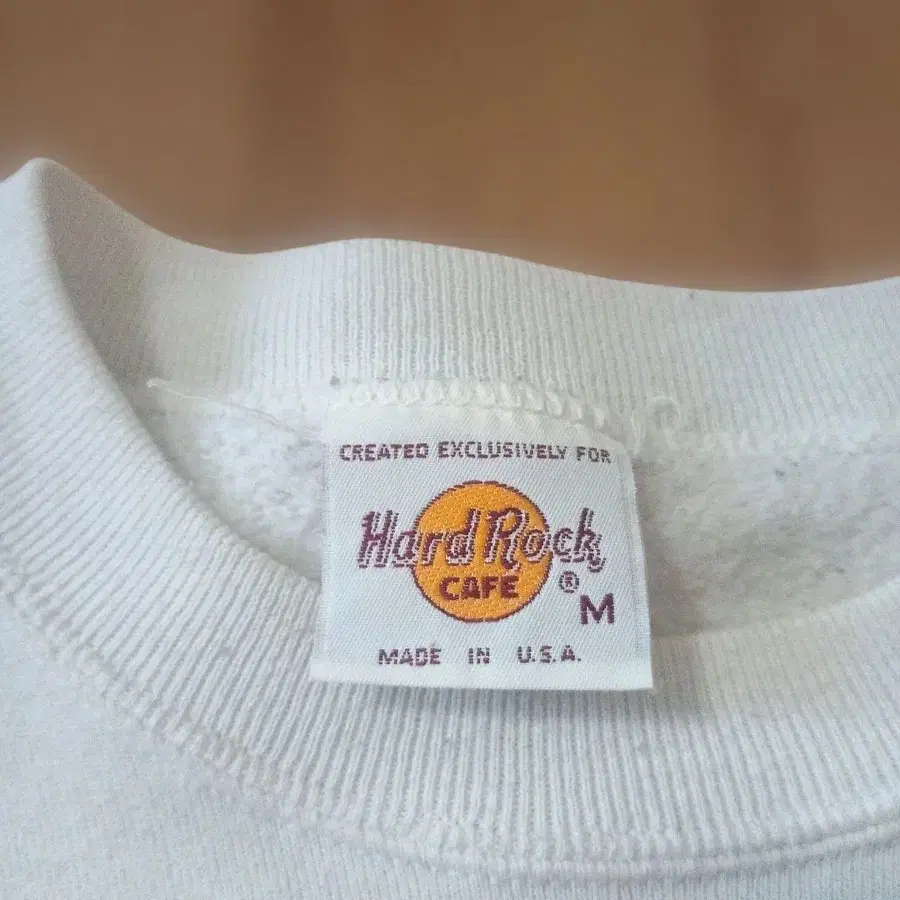 CREATED EXCLUSIVELY FOR
Hard Rock
CAFE ®
M
MADE IN U.S.A.